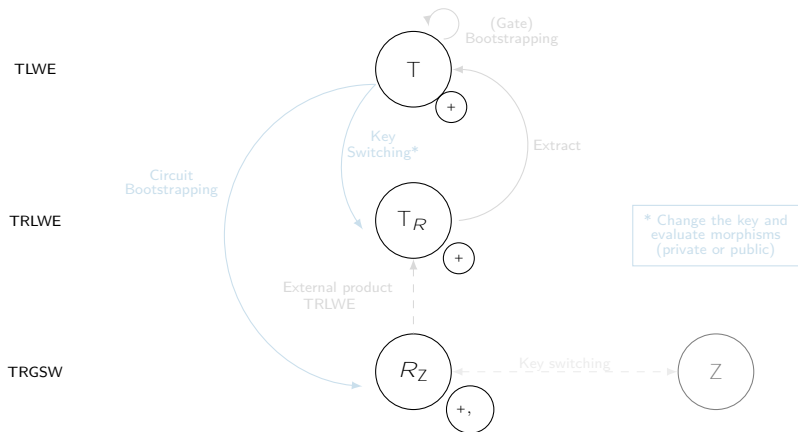 (Gate)
Bootstrapping
TLWE
T
+
Key
Switching*
Extract
Circuit
Bootstrapping
TRLWE
T_R
+
* Change the key and
evaluate morphisms
(private or public)
External product
TRLWE
TRGSW
R_Z
Key switching
Z
+,